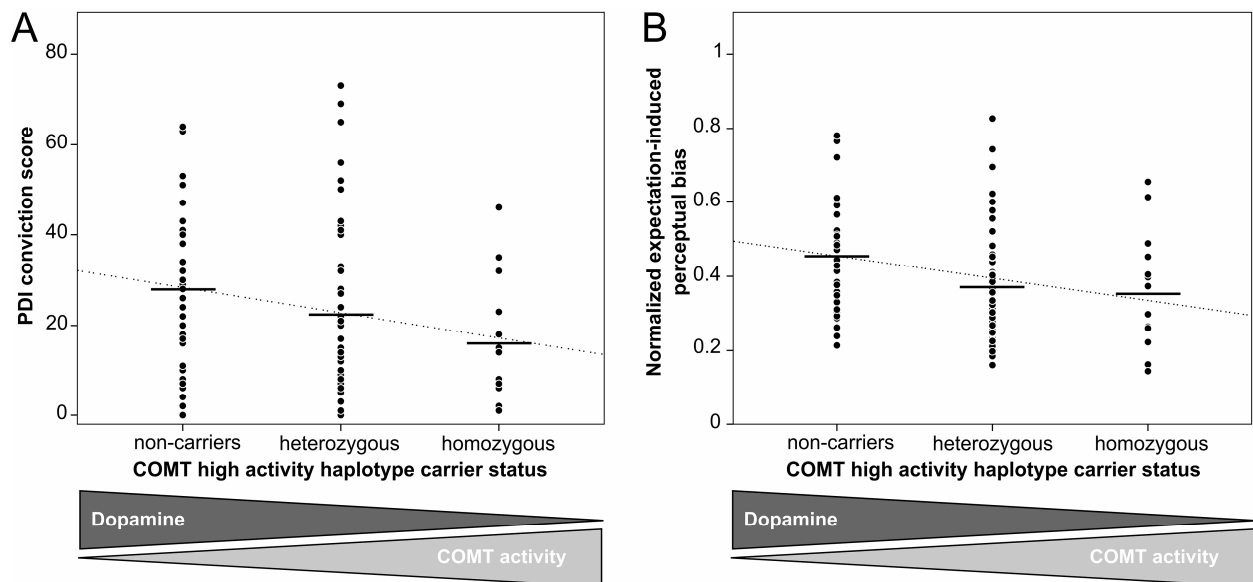 A
80
60
40
20
0
PDI conviction score
non-carriers heterozygous homozygous
COMT high activity haplotype carrier status
Dopamine
COMT activity
B
1
0.8
0.6
0.4
0.2
0
Normalized expectation-induced
perceptual bias
non-carriers heterozygous homozygous
COMT high activity haplotype carrier status
Dopamine
COMT activity